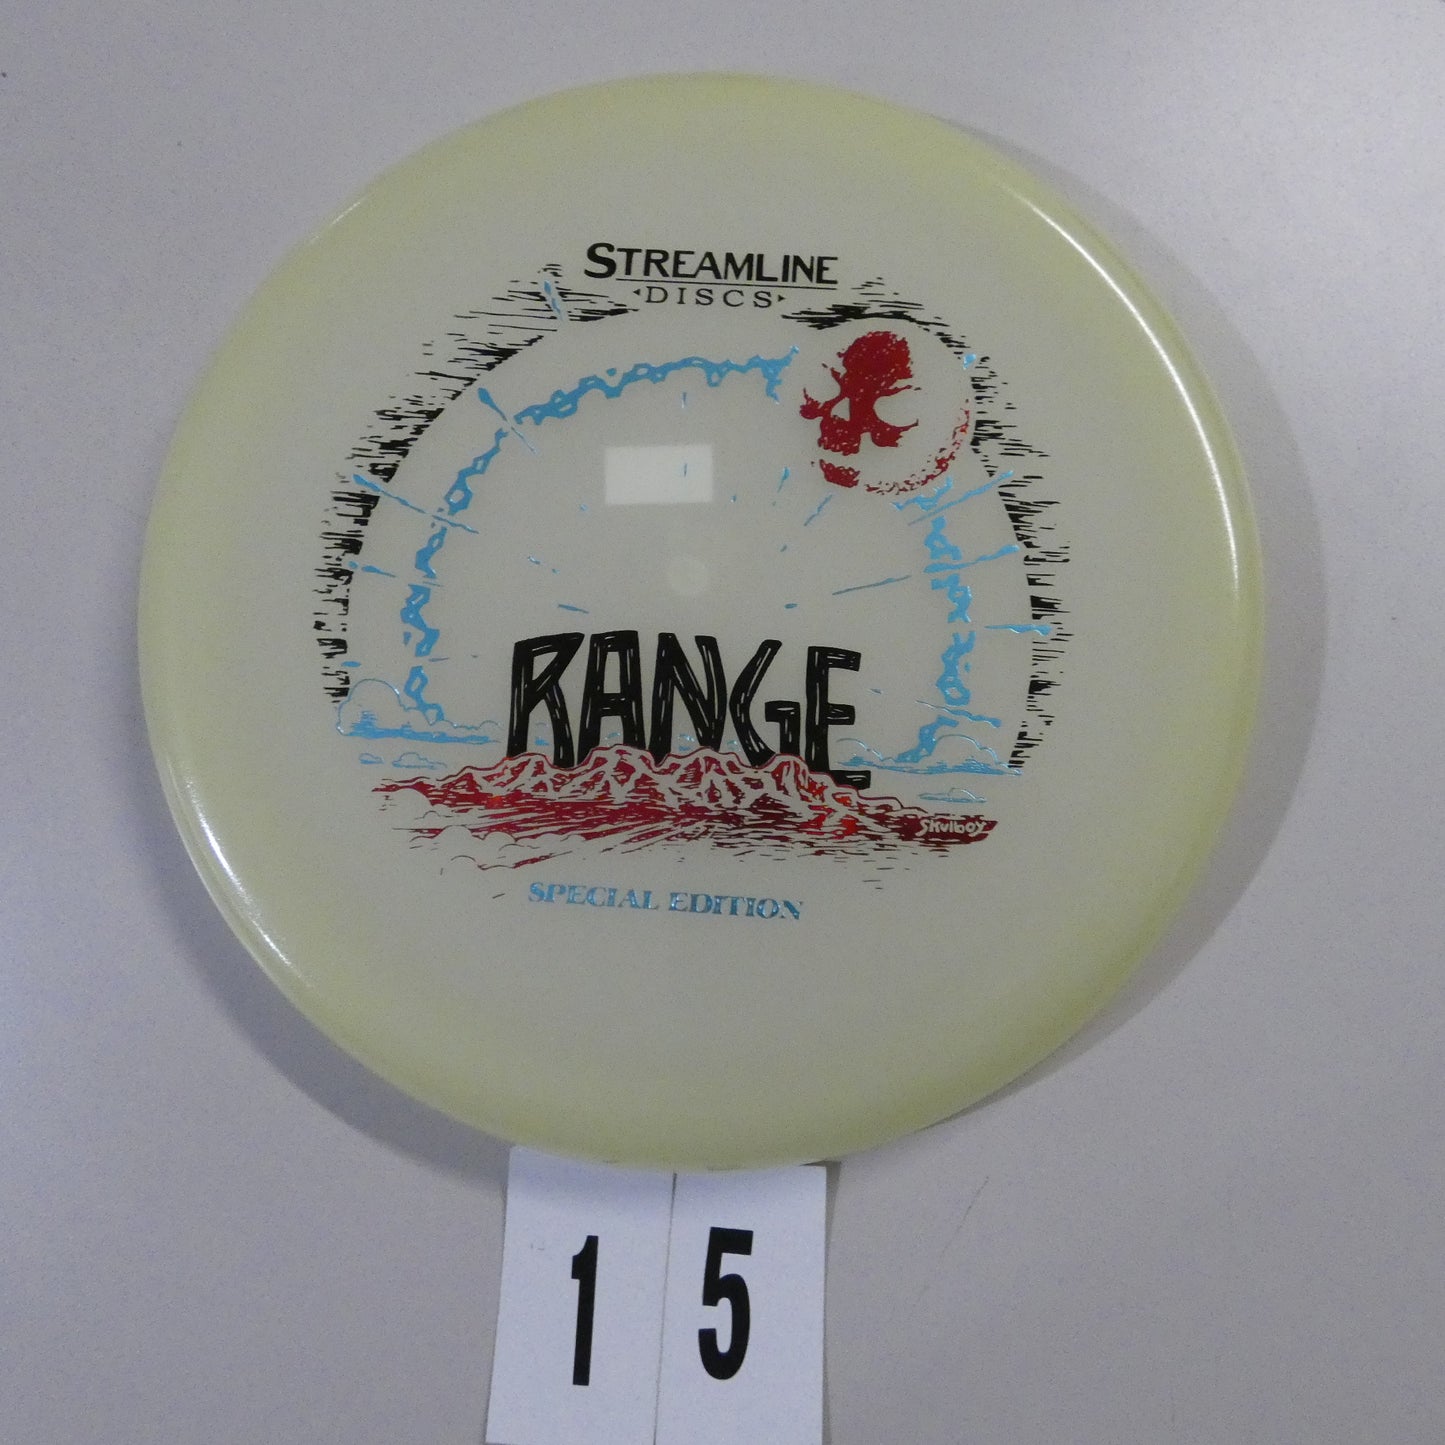 STREAMLINE
DISCS
RANGE
Skulboy
SPECIAL EDITION
1 5